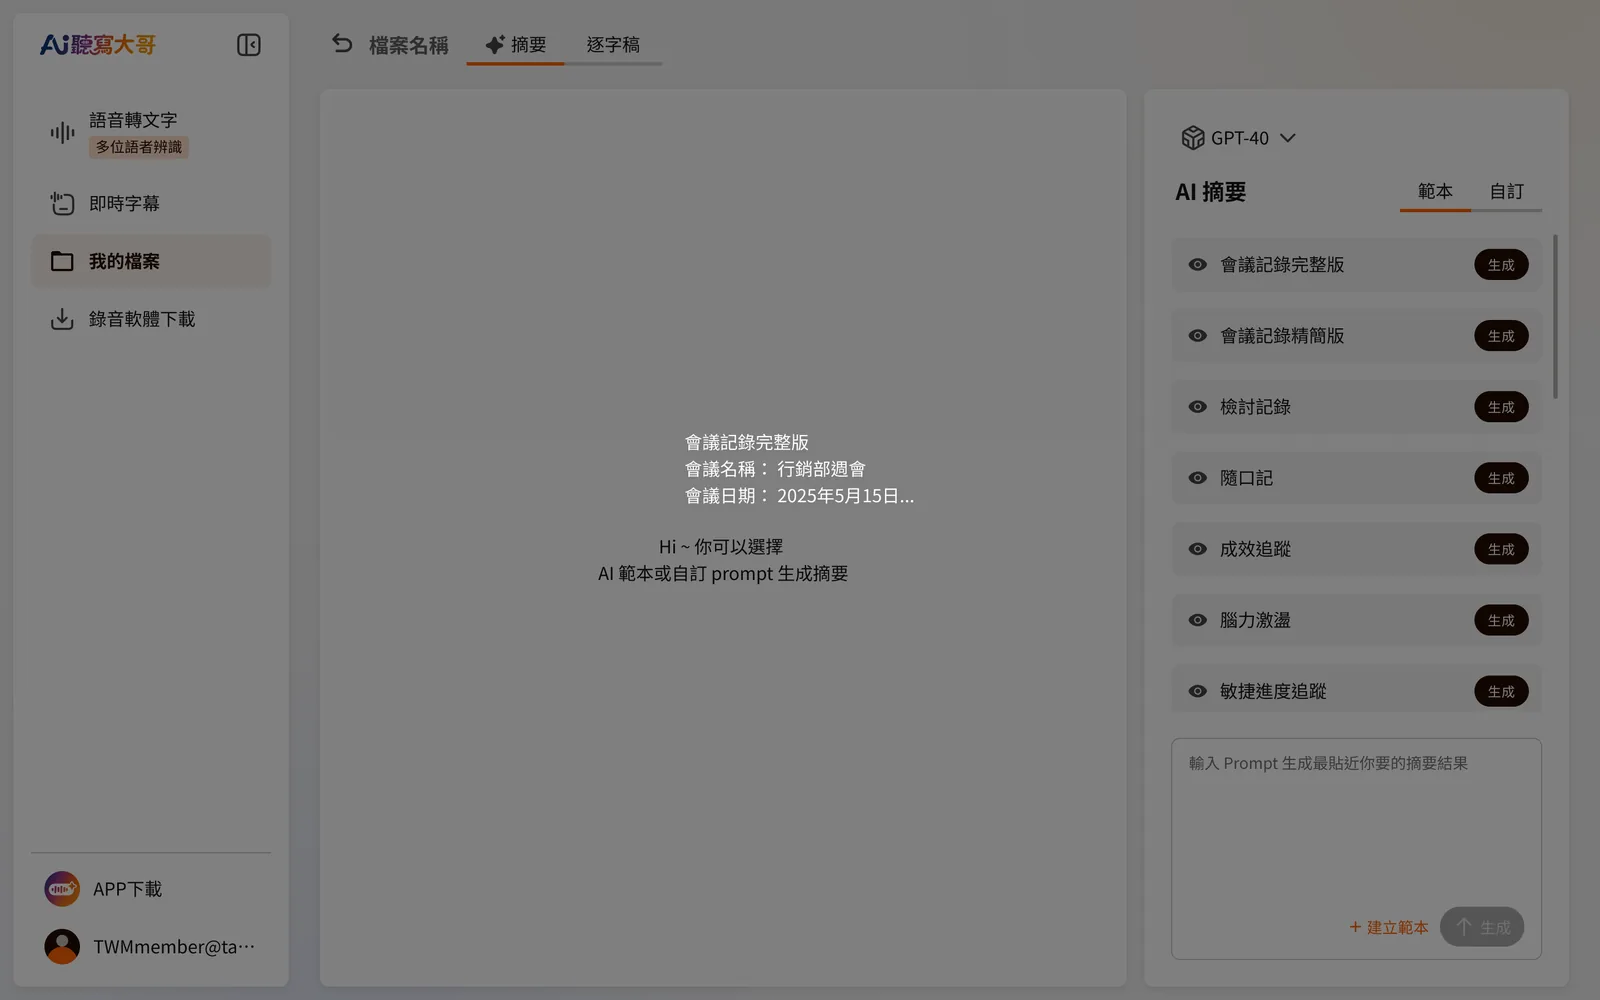 Ai聽寫大哥
語音轉文字
多位語者辨識
即時字幕
我的檔案
錄音軟體下載
APP下載
TWMmember@ta···
檔案名稱
摘要
逐字稿
會議記錄完整版
會議名稱： 行銷部週會
會議日期： 2025年5月15日...
Hi ~ 你可以選擇
AI 範本或自訂 prompt 生成摘要
GPT-40
AI 摘要
範本
自訂
會議記錄完整版
生成
會議記錄精簡版
生成
檢討記錄
生成
隨口記
生成
成效追蹤
生成
腦力激盪
生成
敏捷進度追蹤
生成
輸入 Prompt 生成最貼近你要的摘要結果
+ 建立範本
生成